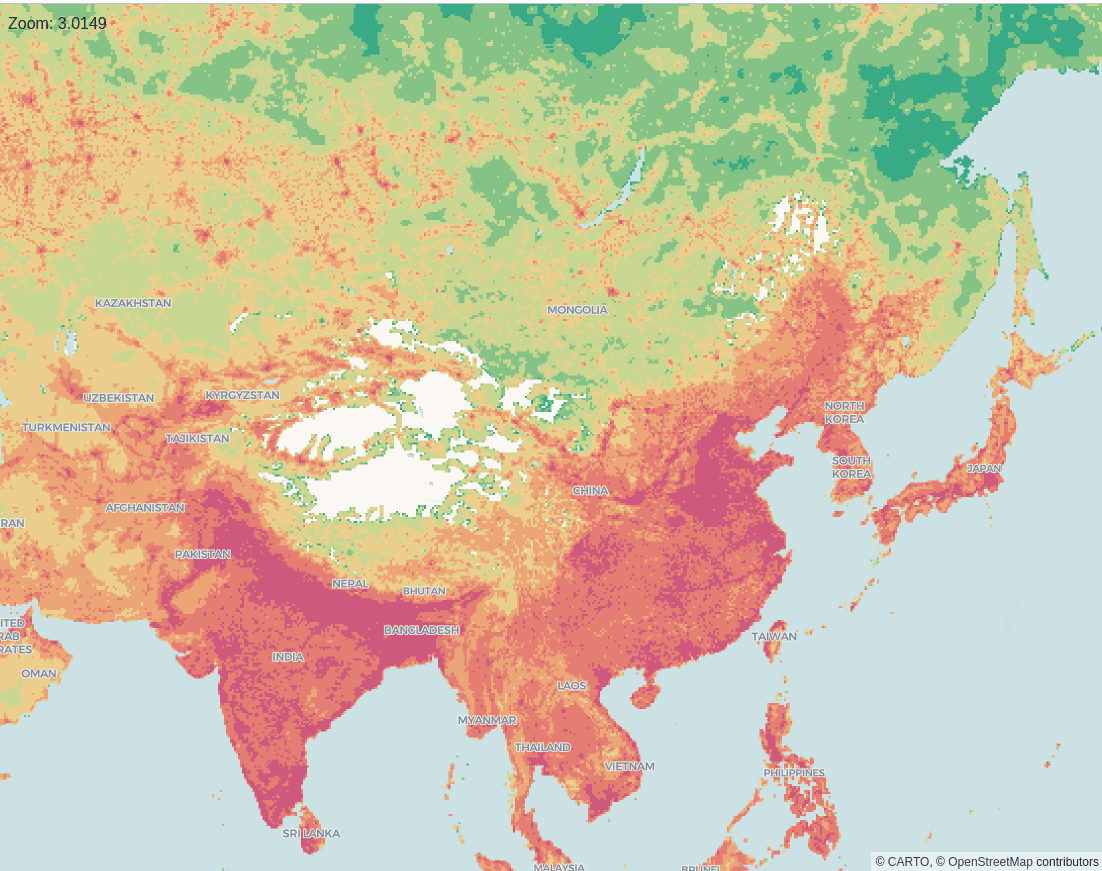 Zoom: 3.0149
KAZAKHSTAN
MONGOLIA
UZBEKISTAN
KYRGYZSTAN
NORTH
KOREA
TURKMENISTAN
TAJIKISTAN
SOUTH
KOREA
JAPAN
CHINA
AFGHANISTAN
RAN
PAKISTAN
NEPAL
BHUTAN
ITED
RAB
RATES
BANGLADESH
TAIWAN
INDIA
OMAN
LAOS
MYANMAR
THAILAND
VIETNAM
PHILIPPINES
SRI LANKA
MALAYSIA
BRUNEI
© CARTO, © OpenStreetMap contributors